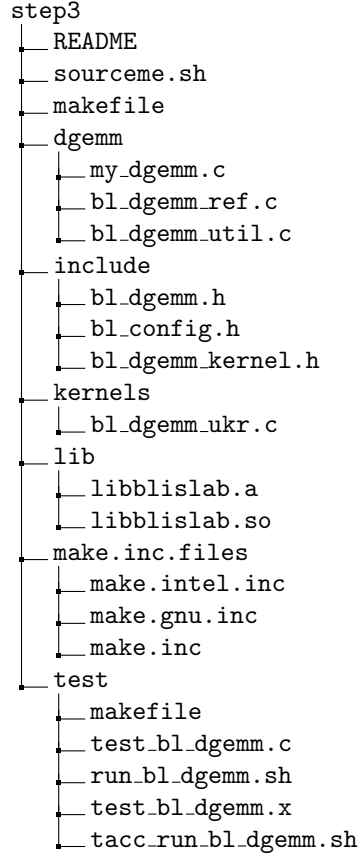 step3
README
sourceme.sh
makefile
dgemm
my_dgemm.c
bl_dgemm_ref.c
bl_dgemm_util.c
include
bl_dgemm.h
bl_config.h
bl_dgemm_kernel.h
kernels
bl_dgemm_ukr.c
lib
libblislab.a
libblislab.so
make.inc.files
make.intel.inc
make.gnu.inc
make.inc
test
makefile
test_bl_dgemm.c
run_bl_dgemm.sh
test_bl_dgemm.x
tacc_run_bl_dgemm.sh